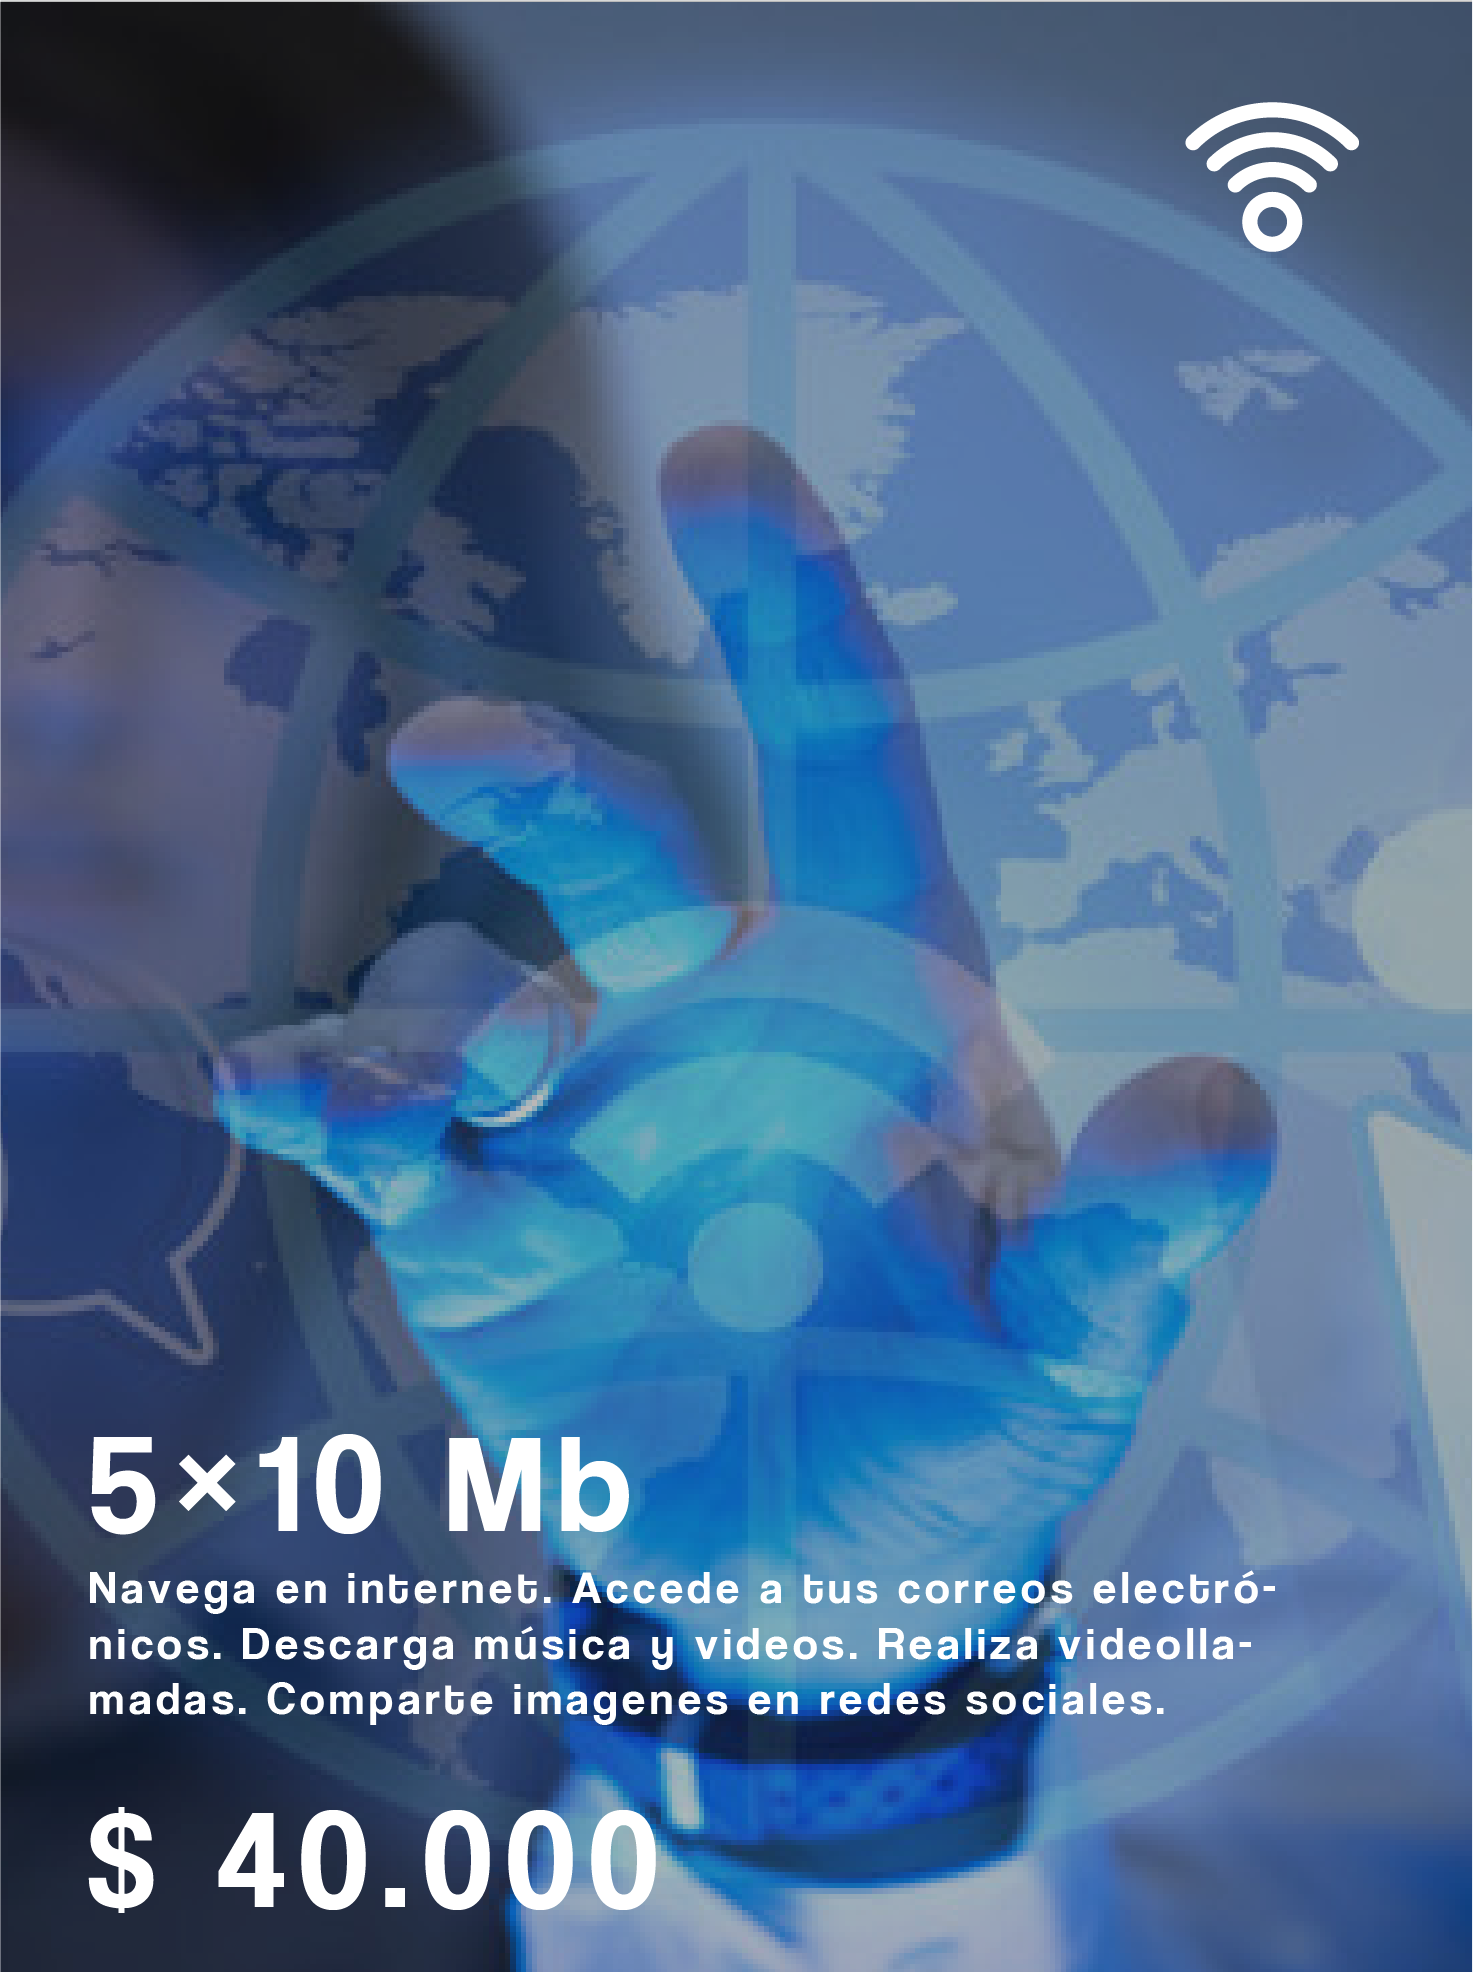 5×10 Mb
Navega en internet. Accede a tus correos electró-
nicos. Descarga música y videos. Realiza videolla-
madas. Comparte imagenes en redes sociales.
$ 40.000